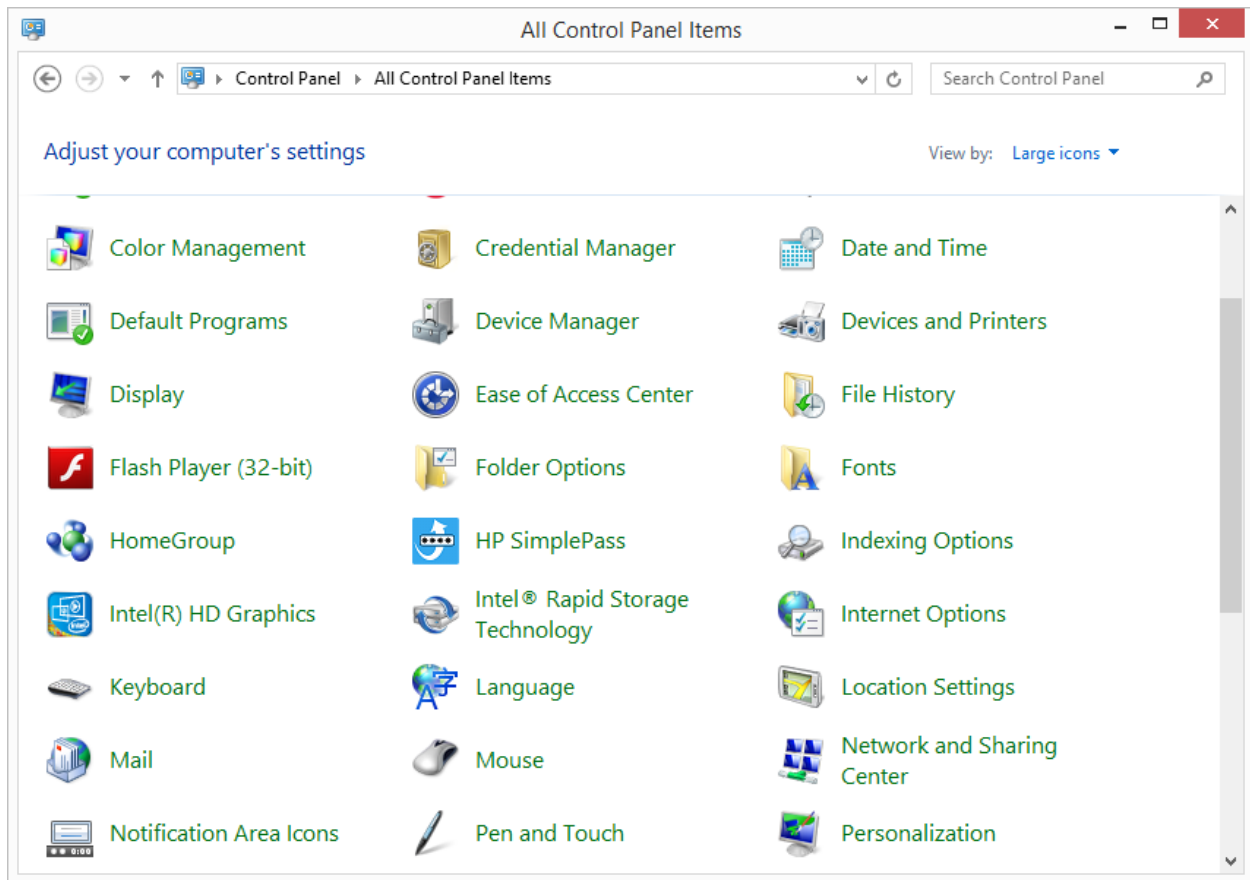 All Control Panel Items
Control Panel All Control Panel Items
Search Control Panel
Adjust your computer's settings
View by: Large icons
Color Management
Credential Manager
Date and Time
Default Programs
Device Manager
Devices and Printers
Display
Ease of Access Center
File History
Flash Player (32-bit)
Folder Options
Fonts
HomeGroup
HP SimplePass
Indexing Options
Intel(R) HD Graphics
Intel® Rapid Storage
Technology
Internet Options
Keyboard
Language
Location Settings
Mail
Mouse
Network and Sharing
Center
Notification Area Icons
Pen and Touch
Personalization